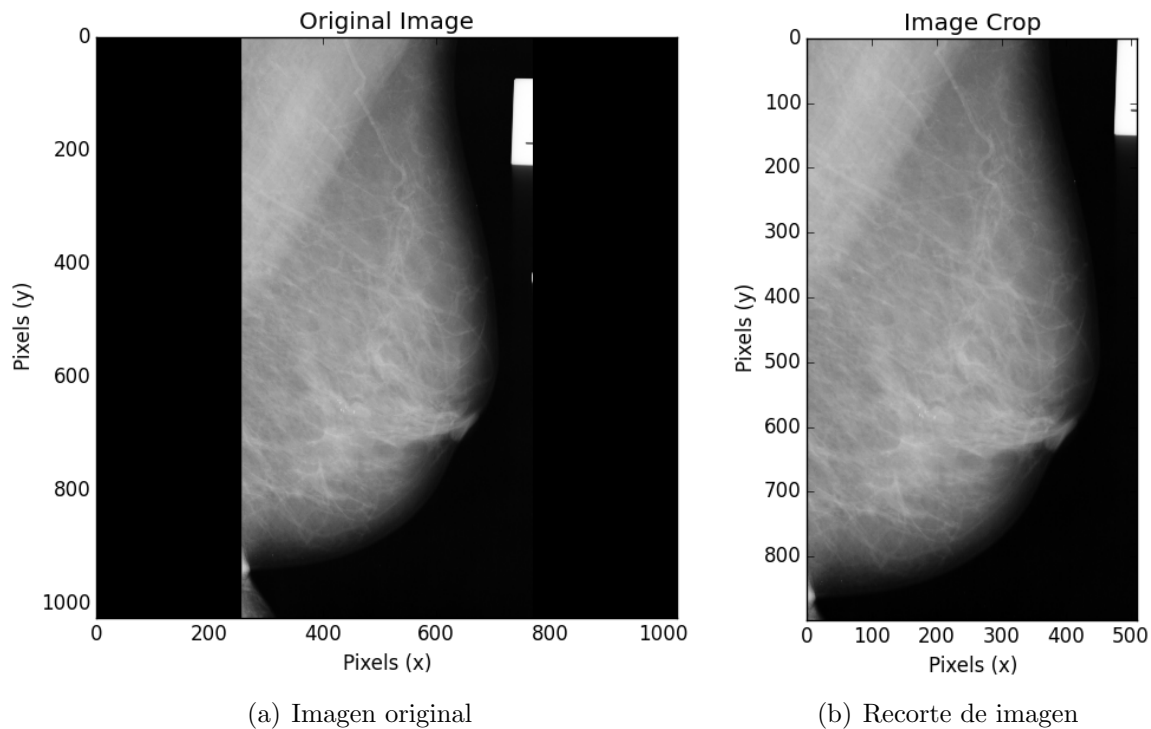 Original Image
0
200
400
600
800
1000
Pixels (y)
0 200 400 600 800 1000
Pixels (x)
(a) Imagen original
Image Crop
0
100
200
300
400
500
600
700
800
Pixels (y)
0 100 200 300 400 500
Pixels (x)
(b) Recorte de imagen